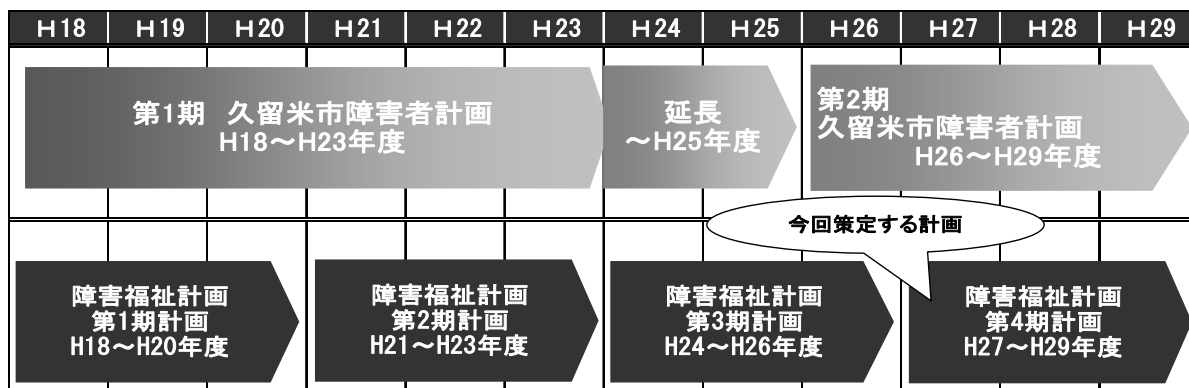 H18 H19 H20 H21 H22 H23 H24 H25 H26 H27 H28 H29
第1期　久留米市障害者計画
H18～H23年度
延長
～H25年度
第2期
久留米市障害者計画
H26～H29年度
今回策定する計画
障害福祉計画
第1期計画
H18～H20年度
障害福祉計画
第2期計画
H21～H23年度
障害福祉計画
第3期計画
H24～H26年度
障害福祉計画
第4期計画
H27～H29年度